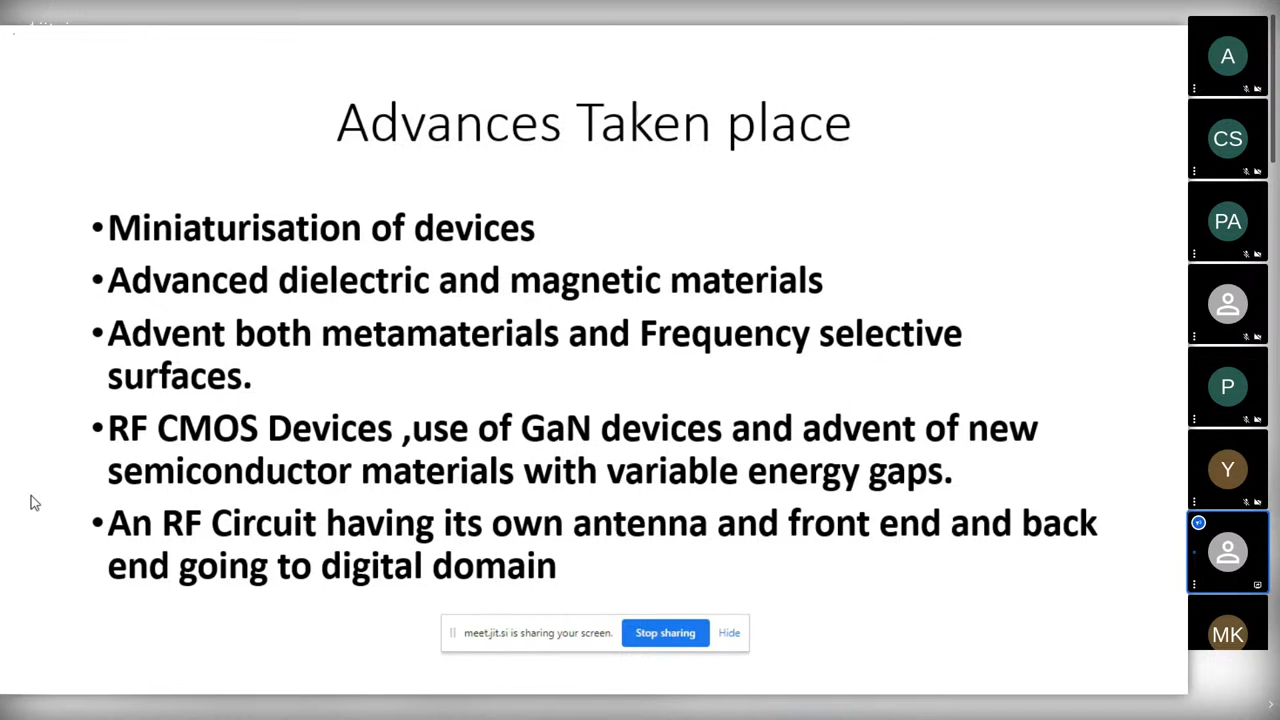 Advances Taken place
•Miniaturisation of devices
•Advanced dielectric and magnetic materials
•Advent both metamaterials and Frequency selective
surfaces.
•RF CMOS Devices ,use of GaN devices and advent of new
semiconductor materials with variable energy gaps.
•An RF Circuit having its own antenna and front end and back
end going to digital domain
meet.jit.si is sharing your screen. Stop sharing Hide
A
CS
PA
P
Y
MK